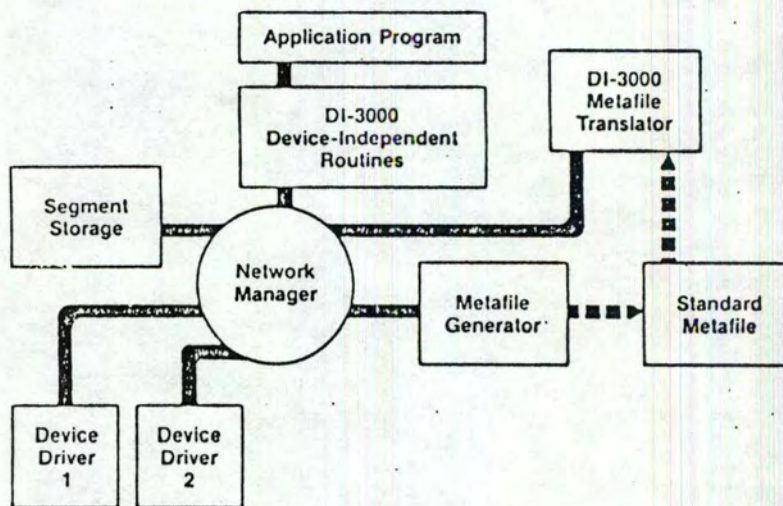 Application Program
DI-3000
Device-Independent
Routines
DI-3000
Metafile
Translator
Segment
Storage
Network
Manager
Metafile
Generator
Standard
Metafile
Device
Driver
1
Device
Driver
2